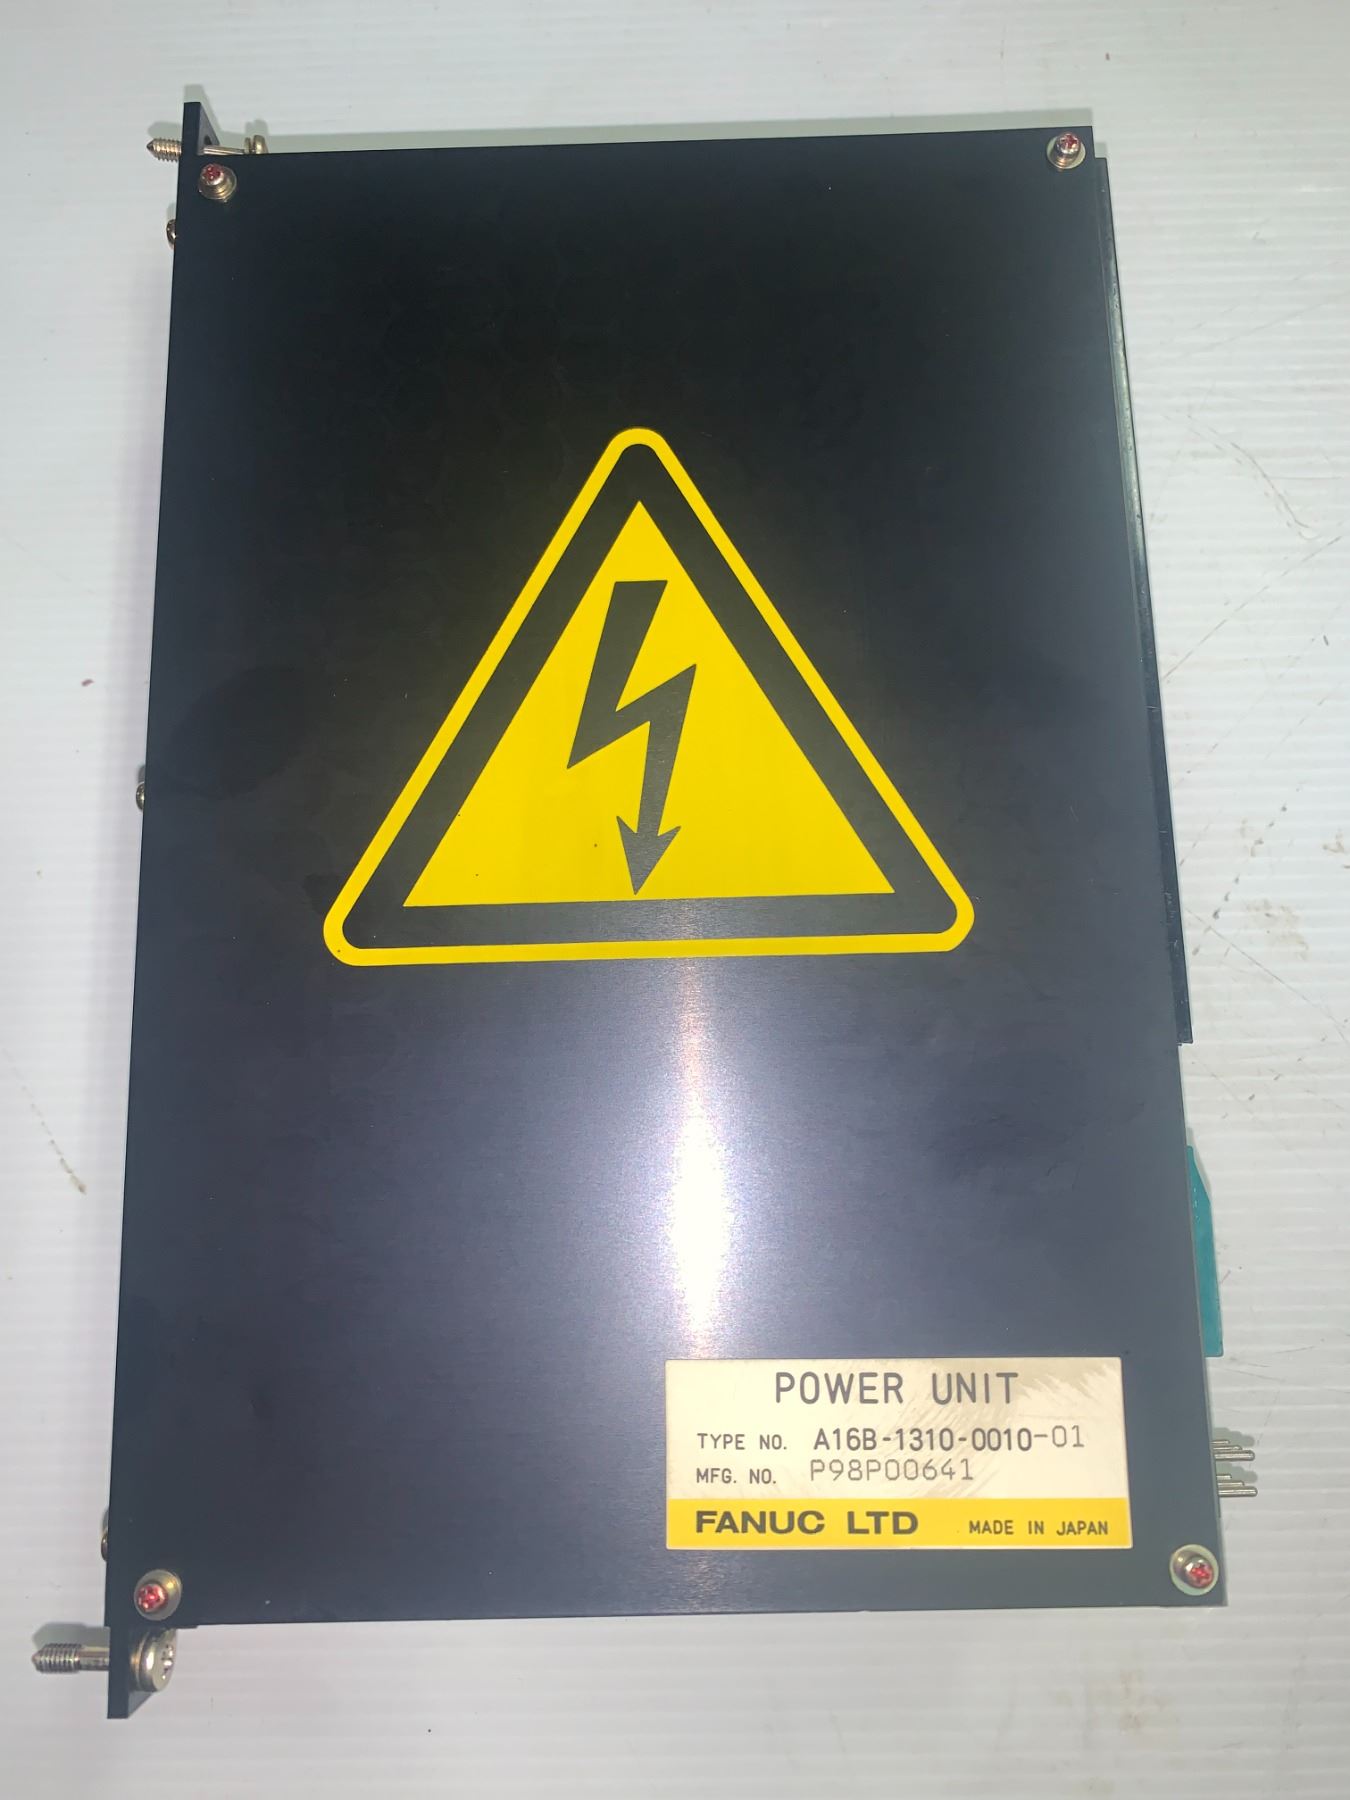 POWER UNIT
TYPE NO. A16B-1310-0010-01
MFG. NO. P98P00641
FANUC LTD MADE IN JAPAN